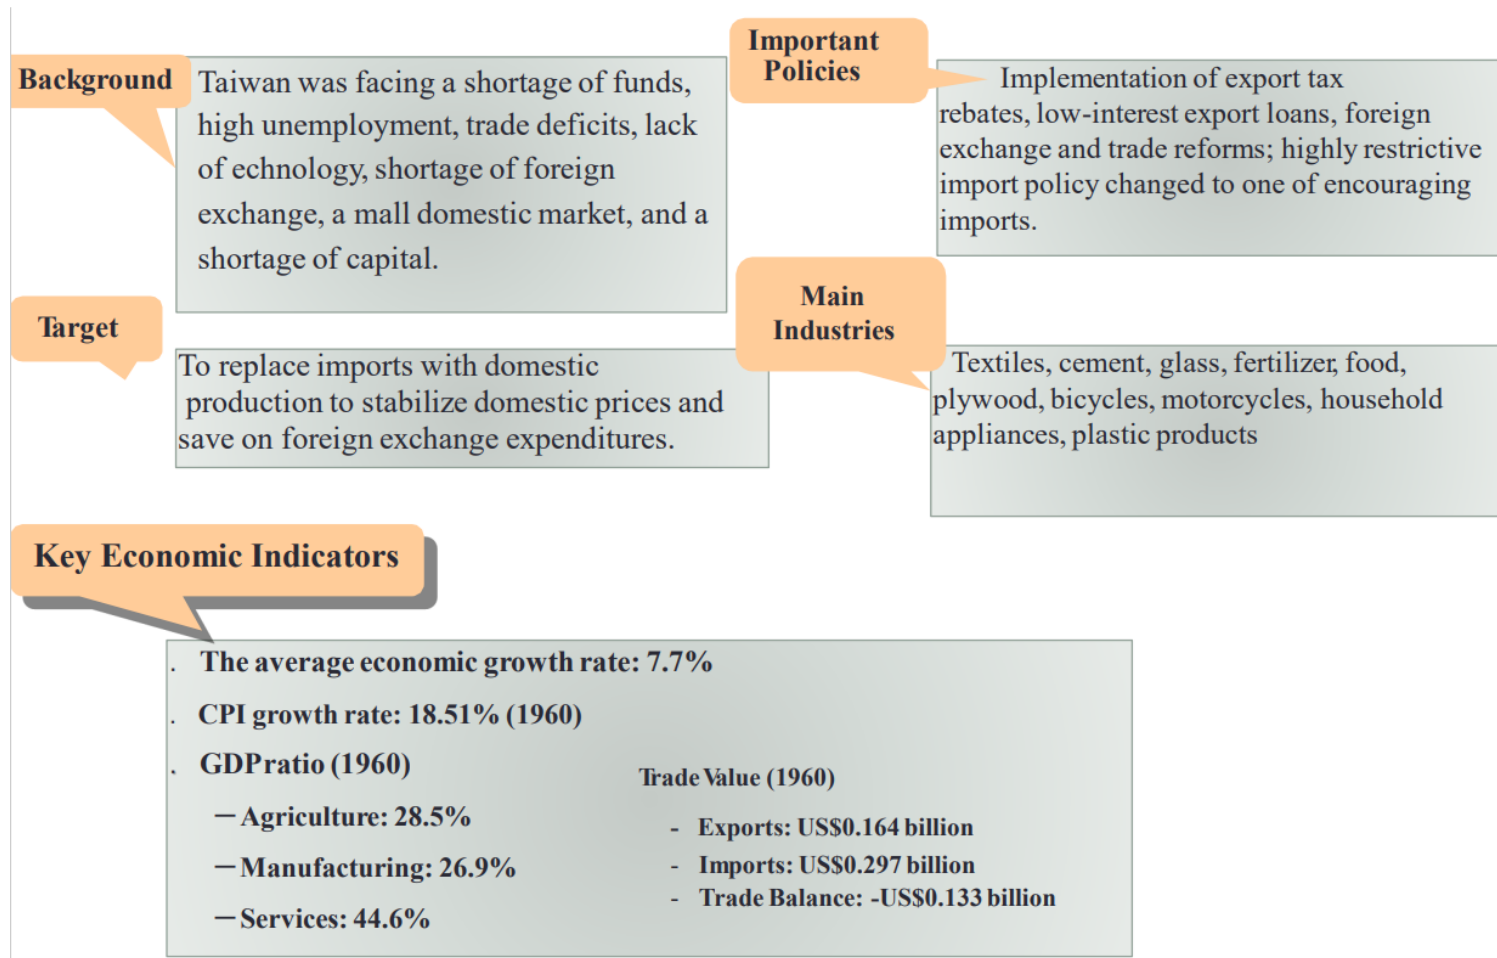 Background
Taiwan was facing a shortage of funds,
high unemployment, trade deficits, lack
of echnology, shortage of foreign
exchange, a mall domestic market, and a
shortage of capital.
Important
Policies
Implementation of export tax
rebates, low-interest export loans, foreign
exchange and trade reforms; highly restrictive
import policy changed to one of encouraging
imports.
Target
To replace imports with domestic
production to stabilize domestic prices and
save on foreign exchange expenditures.
Main
Industries
Textiles, cement, glass, fertilizer, food,
plywood, bicycles, motorcycles, household
appliances, plastic products
Key Economic Indicators
. The average economic growth rate: 7.7%
. CPI growth rate: 18.51% (1960)
. GDPratio (1960)
— Agriculture: 28.5%
— Manufacturing: 26.9%
— Services: 44.6%
Trade Value (1960)
- Exports: US$0.164 billion
- Imports: US$0.297 billion
- Trade Balance: -US$0.133 billion